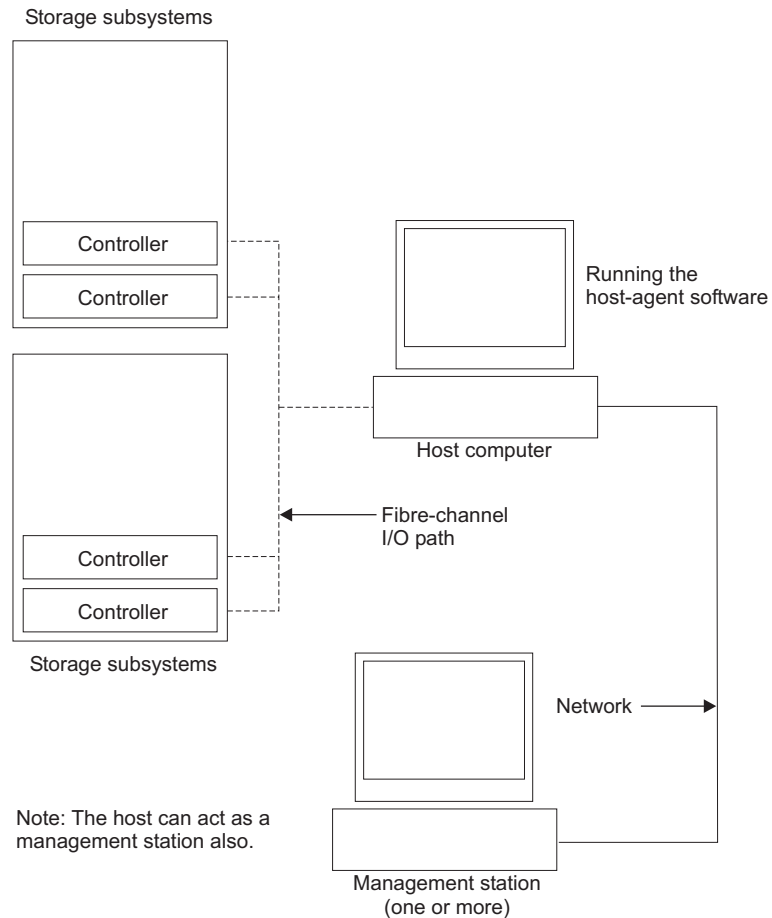 Storage subsystems
Controller
Controller
Running the
host-agent software
Host computer
Fibre-channel
I/O path
Controller
Controller
Storage subsystems
Network
Note: The host can act as a
management station also.
Management station
(one or more)